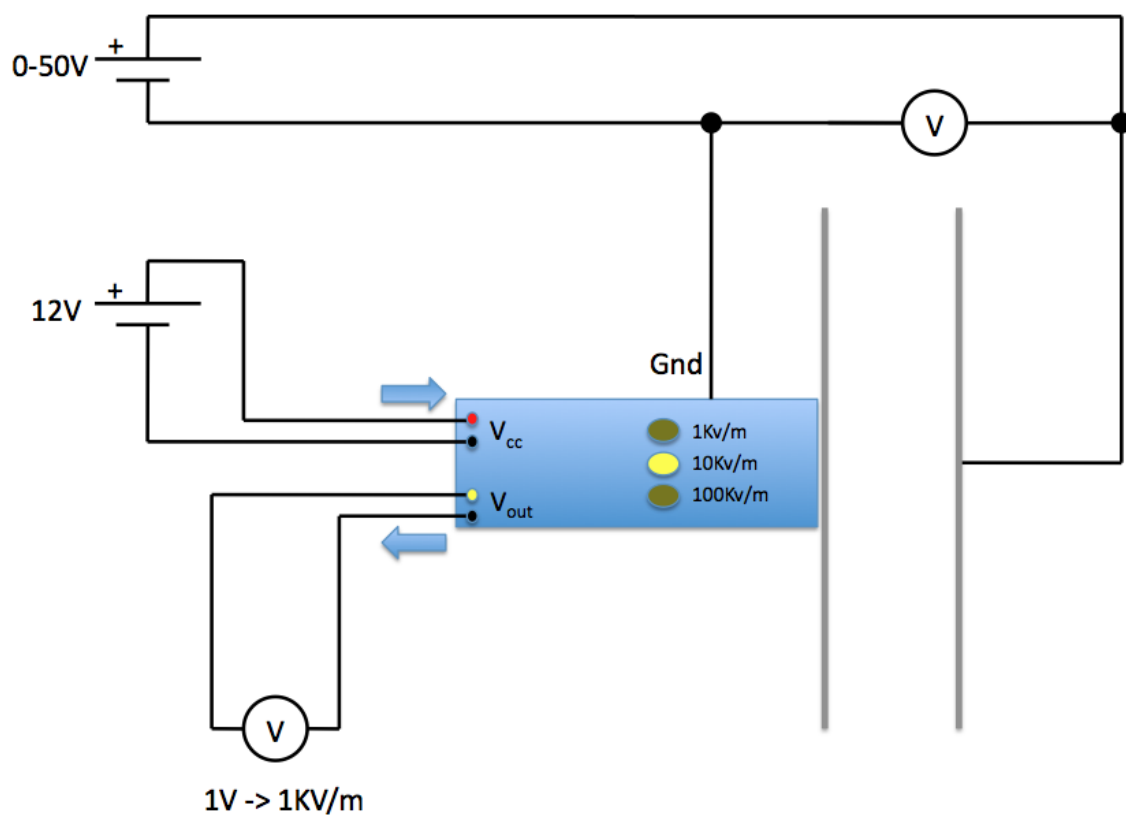 +
0-50V
V
+
12V
Gnd
Vcc
1Kv/m
10Kv/m
Vout
100Kv/m
V
1V -> 1KV/m